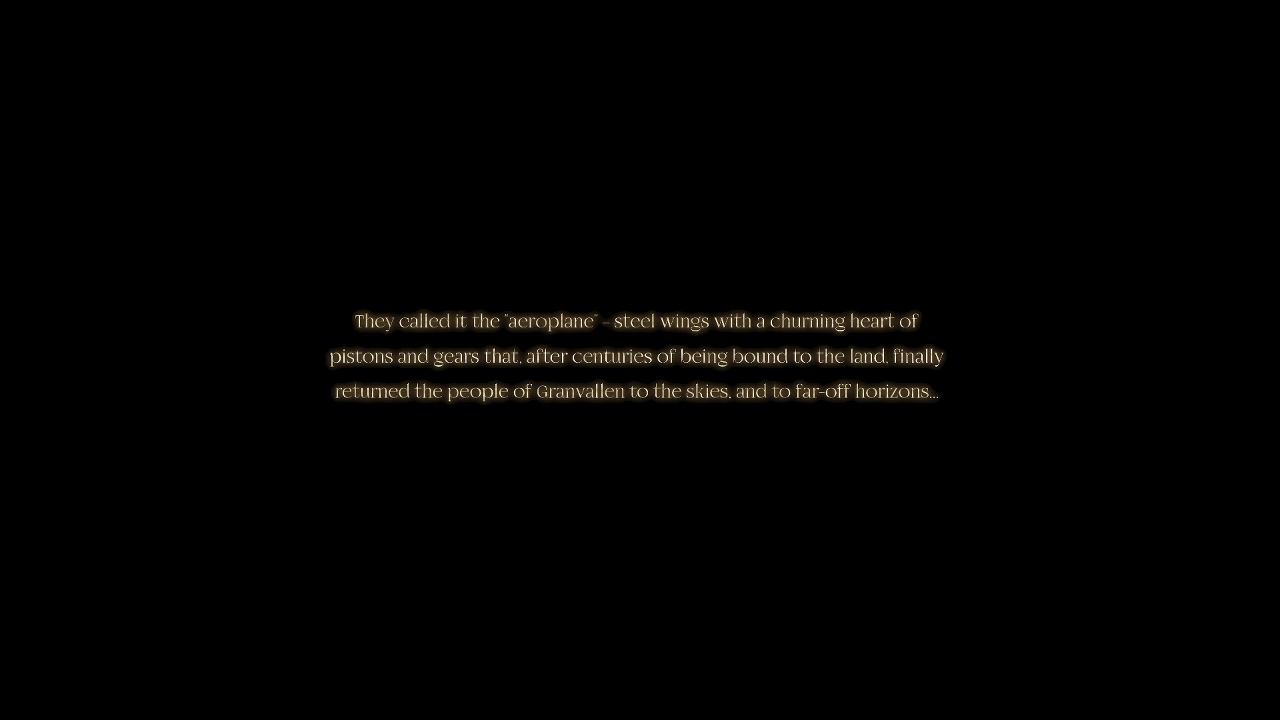 They called it the "aeroplane" – steel wings with a churning heart of
pistons and gears that, after centuries of being bound to the land, finally
returned the people of Granvallen to the skies, and to far-off horizons...